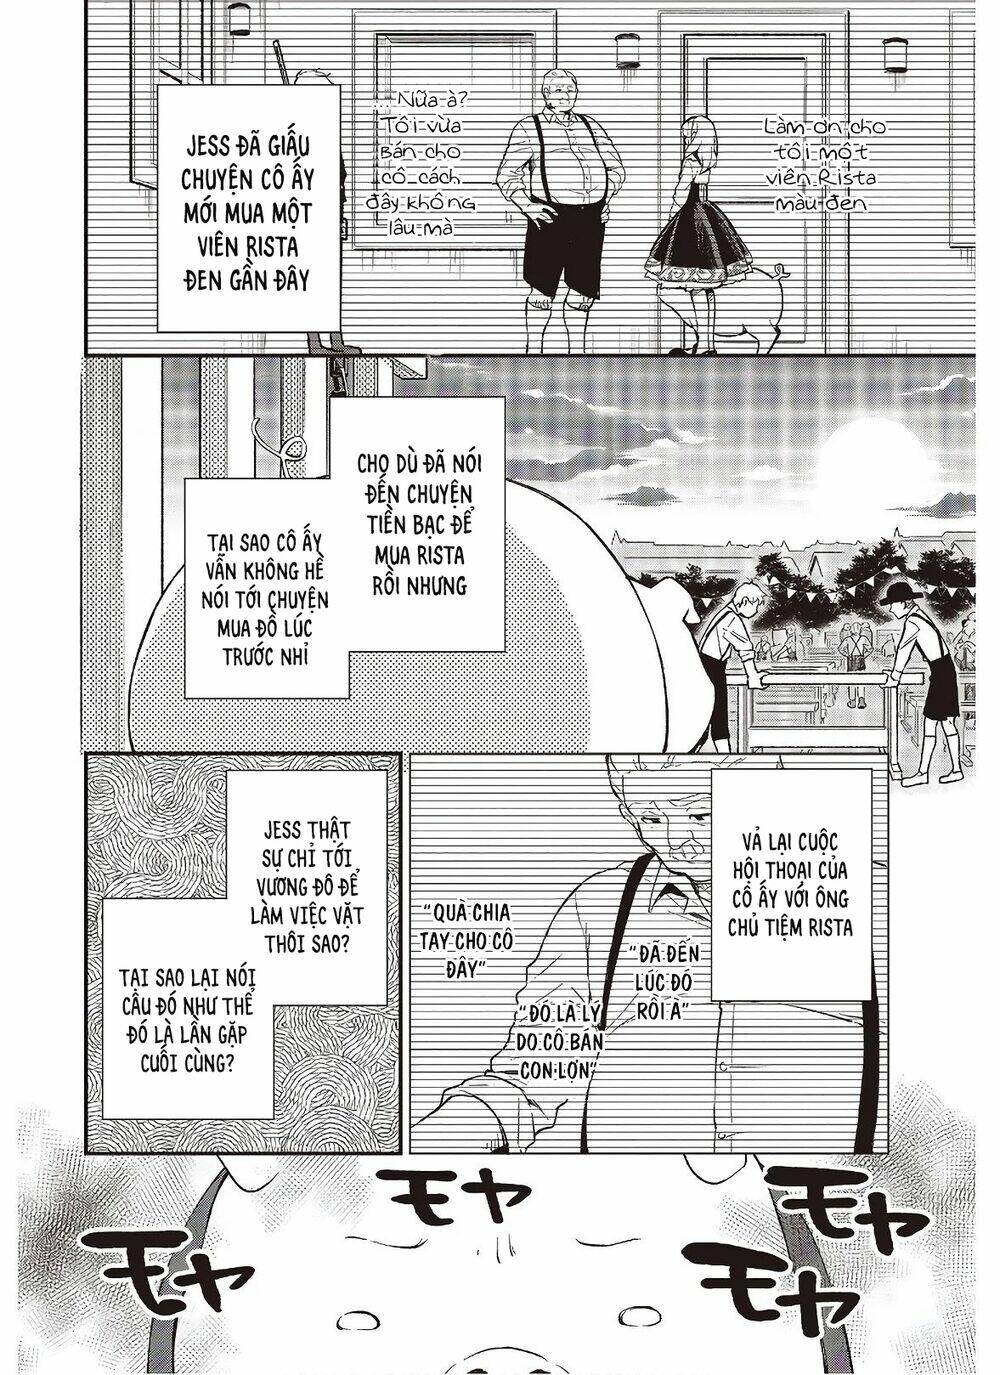 Làm ơn cho
tôi một
viên Rista
màu đen
... Nữa à?
Tôi vừa
bán cho
cô cách
đây không
lâu mà
JESS ĐÃ GIẤU
CHUYỆN CÔ ẤY
MỚI MUA MỘT
VIÊN RISTA
ĐEN GẦN ĐÂY
CHO DÙ ĐÃ NÓI
ĐẾN CHUYỆN
TIỀN BẠC ĐỂ
MUA RISTA
RỒI NHƯNG
TẠI SAO CÔ ẤY
VẪN KHÔNG HỀ
NÓI TỚI CHUYỆN
MUA ĐỒ LÚC
TRƯỚC NHỈ
VẢ LẠI CUỘC
HỘI THOẠI CỦA
CÔ ẤY VỚI ÔNG
CHỦ TIỆM RISTA
"ĐÃ ĐẾN
LÚC ĐÓ
RỒI À"
"ĐÓ LÀ LÝ
DO CÔ BÁN
CON LỢN"
"QUÀ CHIA
TAY CHO CÔ
ĐÂY"
JESS THẬT
SỰ CHỈ TỚI
VƯƠNG ĐÔ ĐỂ
LÀM VIỆC VẶT
THÔI SAO?
TẠI SAO LẠI NÓI
CÂU ĐÓ NHƯ THỂ
ĐÓ LÀ LẦN GẶP
CUỐI CÙNG?
モヤ
モヤ
モヤ
モヤ